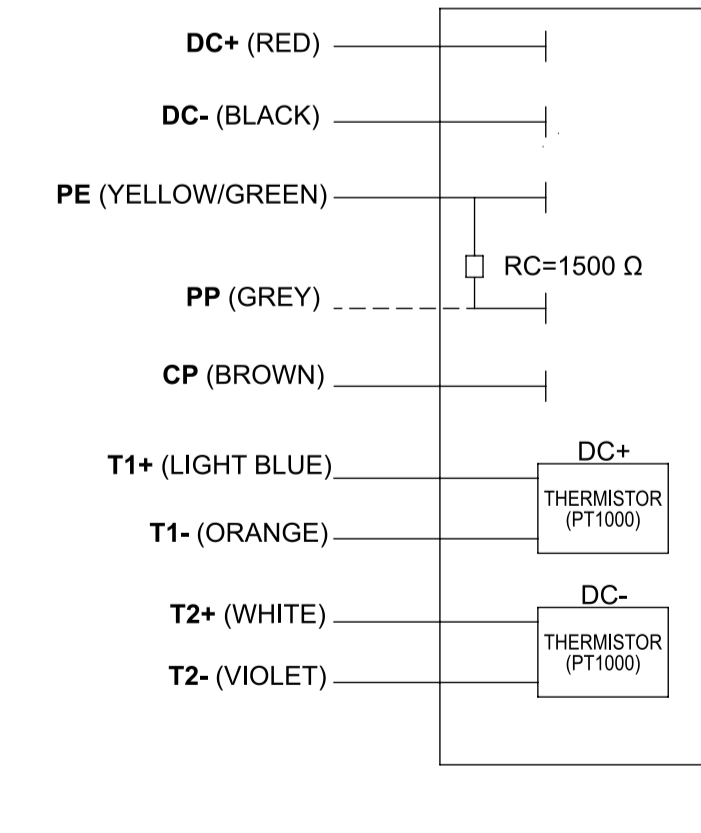 DC+ (RED)
DC- (BLACK)
PE (YELLOW/GREEN)
RC=1500 Ω
PP (GREY)
CP (BROWN)
DC+
T1+ (LIGHT BLUE)
THERMISTOR
(PT1000)
T1- (ORANGE)
DC-
T2+ (WHITE)
THERMISTOR
(PT1000)
T2- (VIOLET)